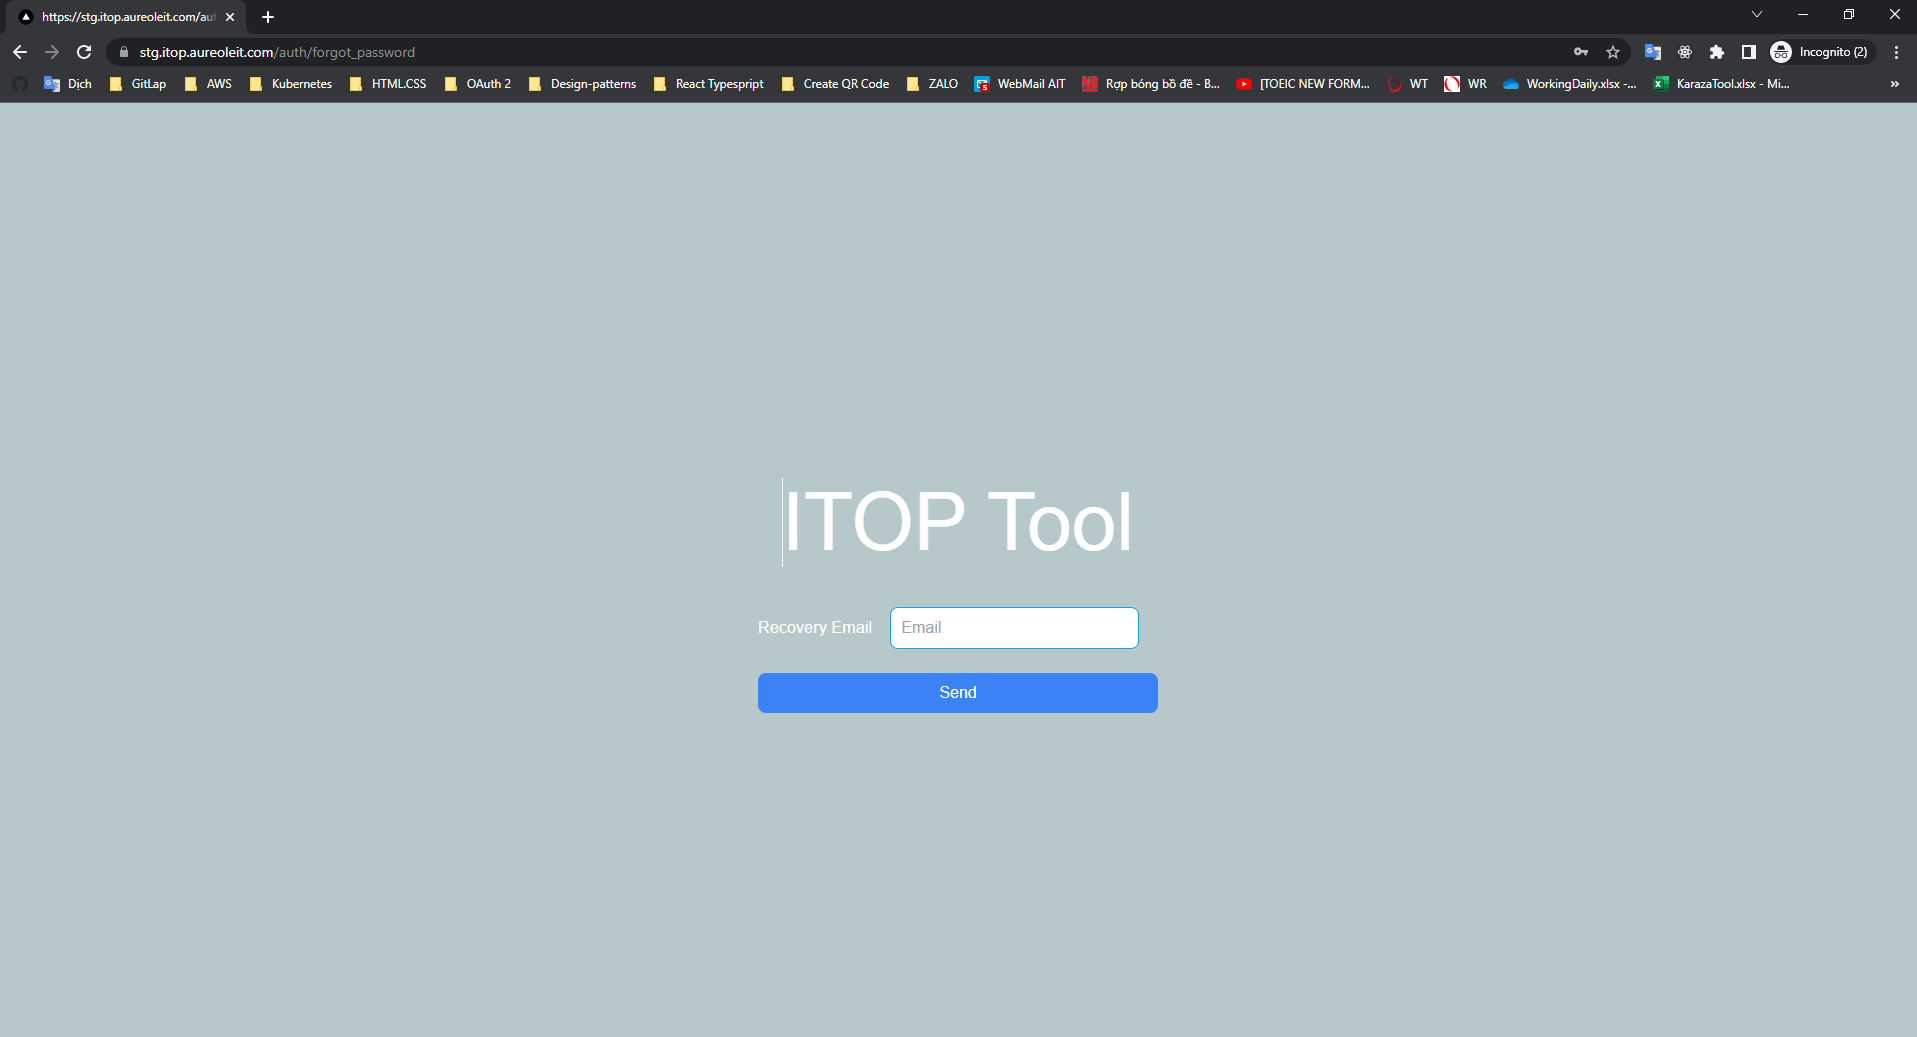 https://stg.itop.aureoleit.com/au
stg.itop.aureoleit.com/auth/forgot_password
Incognito (2)
Dịch GitLap AWS Kubernetes HTML.CSS OAuth 2 Design-patterns React Typespript Create QR Code ZALO WebMail AIT Rợp bóng bồ đề - B... [TOEIC NEW FORM... WT WR WorkingDaily.xlsx -... KarazaTool.xlsx - Mi... »
ITOP Tool
Recovery Email
Email
Send